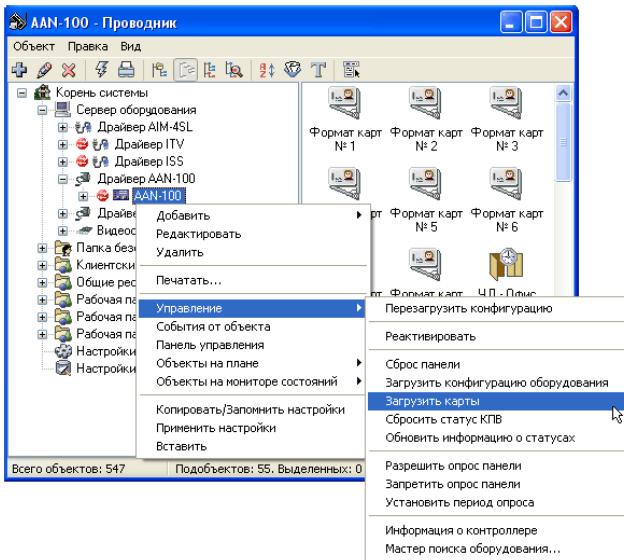 AAN-100 - Проводник
Объект Правка Вид
Корень системы
Сервер оборудования
Драйвер AIM-4SL
Драйвер ITV
Драйвер ISS
Драйвер AAN-100
AAN-100
Драйве
Видеос
Папка без
Клиентски
Общие рес
Рабочая па
Рабочая па
Рабочая па
Настройки
Настройки
Формат карт № 1
Формат карт № 2
Формат карт № 3
рт
Формат карт № 5
Формат карт № 6
рт
Формат карт
ЧД - Офис
Добавить
Редактировать
Удалить
Печатать...
Управление
События от объекта
Панель управления
Объекты на плане
Объекты на мониторе состояний
Копировать/Запомнить настройки
Применить настройки
Вставить
Перезагрузить конфигурацию
Реактивировать
Сброс панели
Загрузить конфигурацию оборудования
Загрузить карты
Сбросить статус КПВ
Обновить информацию о статусах
Разрешить опрос панели
Запретить опрос панели
Установить период опроса
Информация о контроллере
Мастер поиска оборудования...
Всего объектов: 547
Подобъектов: 55. Выделенных: 0